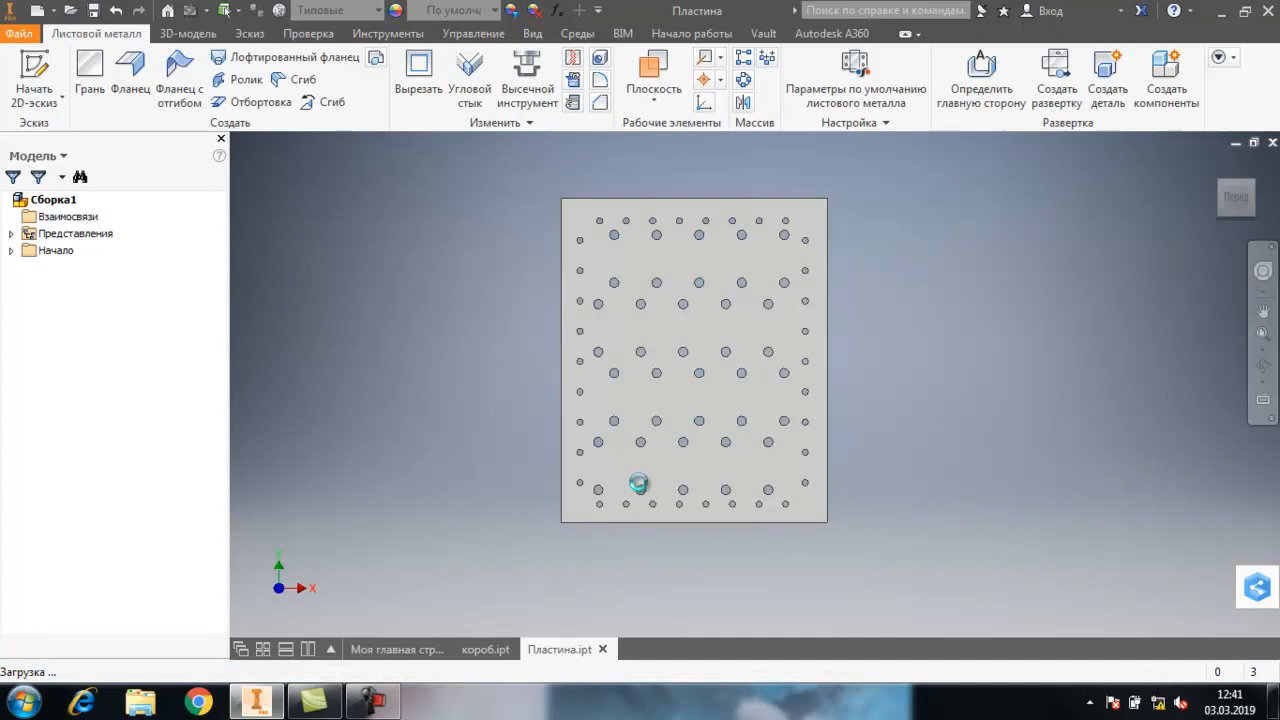 Типовые
По умолч
Пластина
Поиск по справке и командам.
Вход
Файл
Листовой металл
3D-модель
Эскиз
Проверка
Инструменты
Управление
Вид
Среды
BIM
Начало работы
Vault
Autodesk A360
Начать
2D-эскиз
Грань
Фланец
Фланец с
отгибом
Лофтированный фланец
Ролик
Сгиб
Отбортовка
Сгиб
Вырезать
Угловой
стык
Высечной
инструмент
Плоскость
Параметры по умолчанию
листового металла
Определить
главную сторону
Создать
развертку
Создать
деталь
Создать
компоненты
Эскиз
Создать
Изменить
Рабочие элементы
Массив
Настройка
Развертка
Модель
Сборка1
Взаимосвязи
Представления
Начало
Перед
Y
X
Моя главная стр...
короб.ipt
Пластина.ipt
Загрузка ...
0
3
12:41
03.03.2019